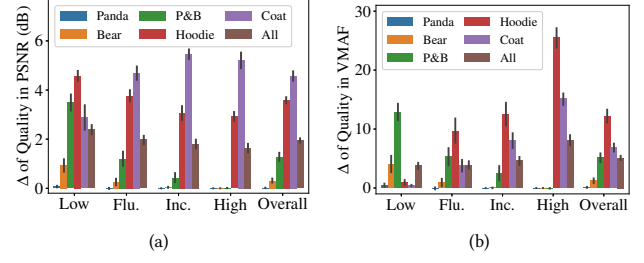 Δ of Quality in PSNR (dB)
6
4
2
0
Panda
Bear
P&B
Hoodie
Coat
All
Low
Flu.
Inc.
High
Overall
(a)
Δ of Quality in VMAF
30
20
10
0
Panda
Bear
P&B
Hoodie
Coat
All
Low
Flu.
Inc.
High
Overall
(b)